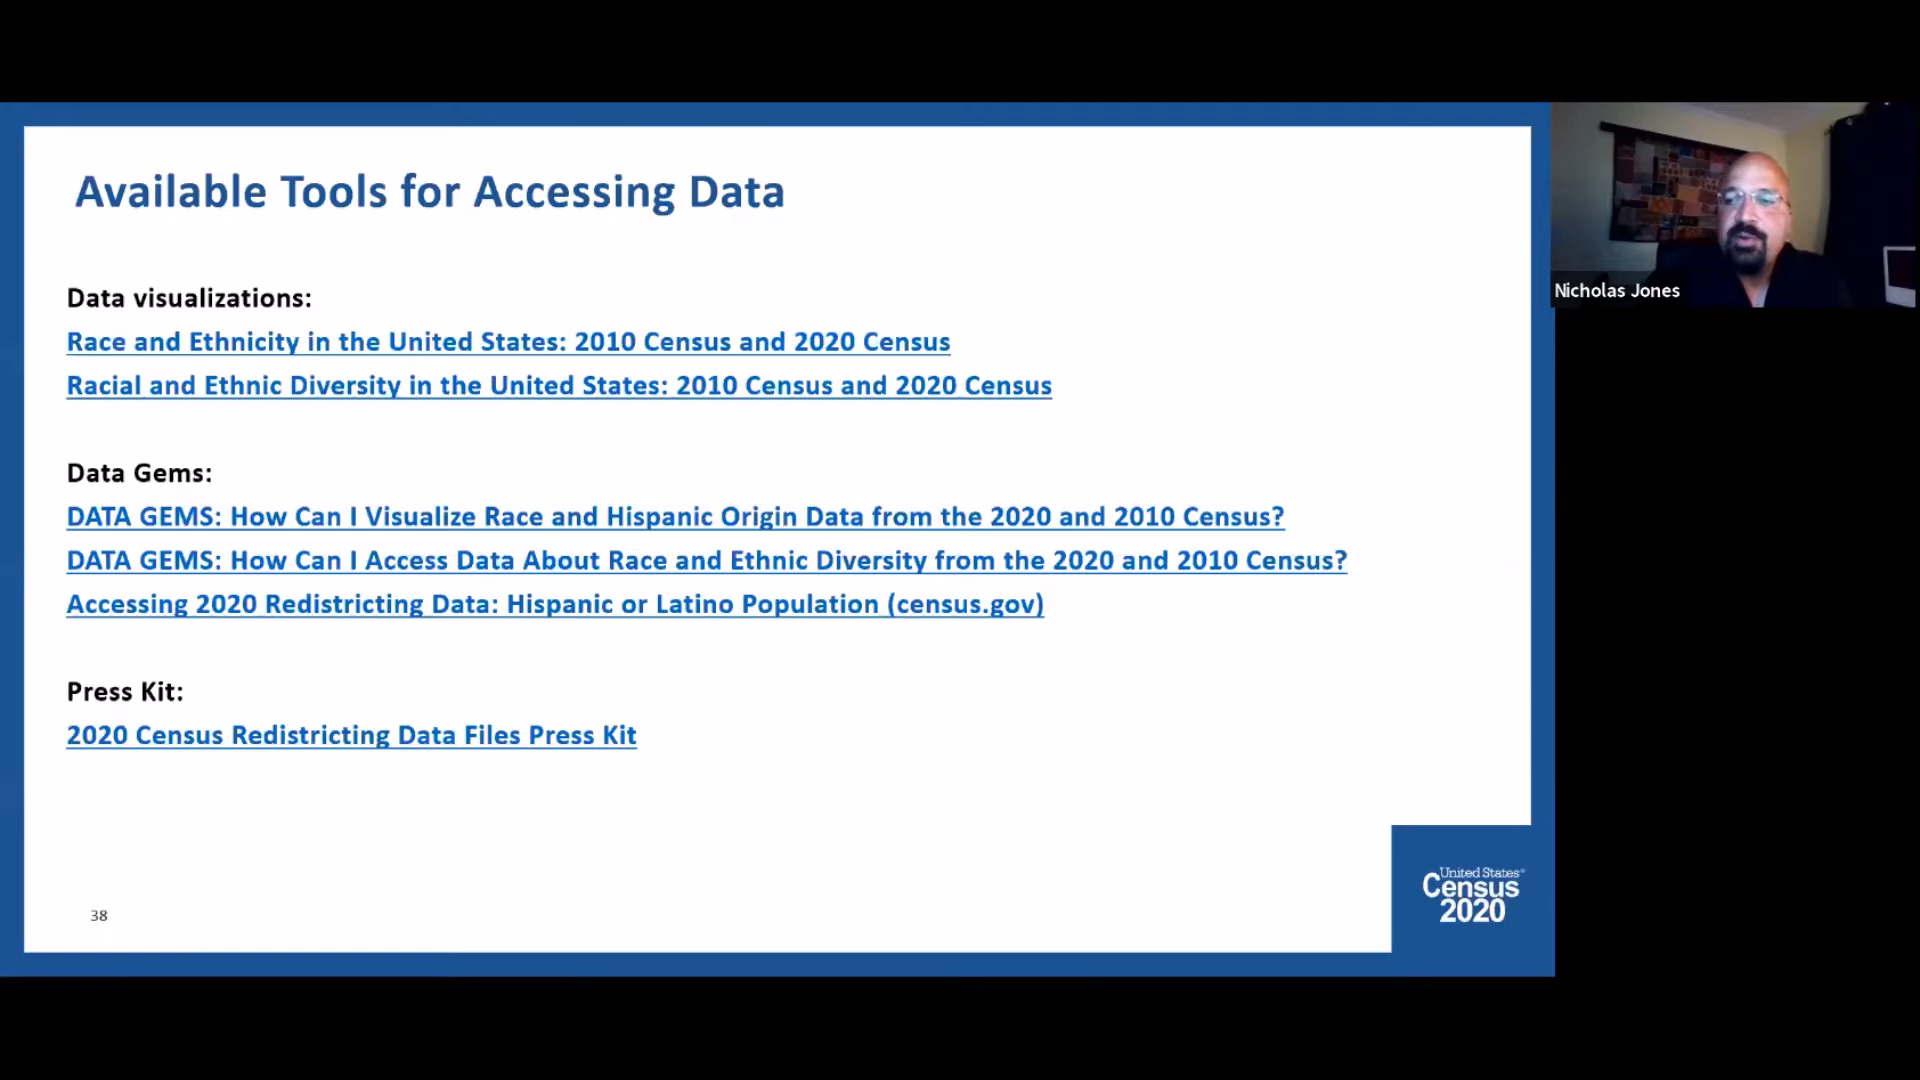 Available Tools for Accessing Data
Data visualizations:
Race and Ethnicity in the United States: 2010 Census and 2020 Census
Racial and Ethnic Diversity in the United States: 2010 Census and 2020 Census
Data Gems:
DATA GEMS: How Can I Visualize Race and Hispanic Origin Data from the 2020 and 2010 Census?
DATA GEMS: How Can I Access Data About Race and Ethnic Diversity from the 2020 and 2010 Census?
Accessing 2020 Redistricting Data: Hispanic or Latino Population (census.gov)
Press Kit:
2020 Census Redistricting Data Files Press Kit
38
United States®
Census
2020
Nicholas Jones